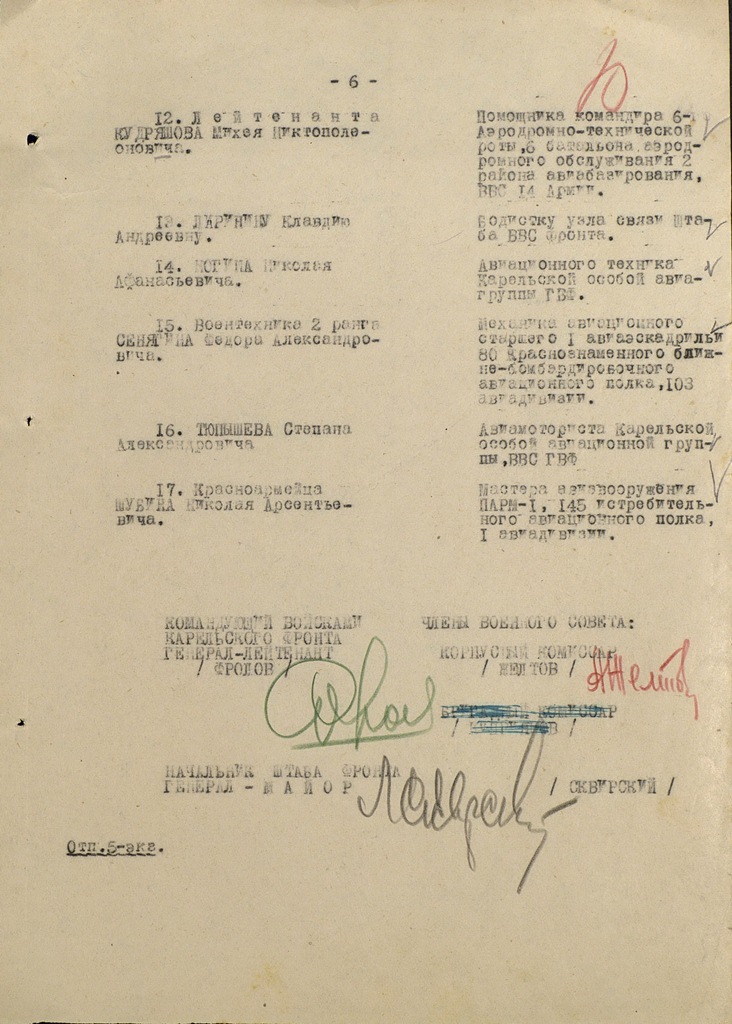 - 6 -
12. Лейтенанта
КУДРЯШОВА Михея Никтополе-
оновича.
Помощника командира 6-й
Аэродромно-технической
роты,6 батальона аэрод-
ромного обслуживания 2
района авиабазирования,
ВВС 14 Армии.
13. Клавдию
Андреевну.
узла связи Шта-
ба ВВС Фронта.
14. Николая
Афанасьевича.
Авиационного техника
Карельской особой авиа-
группы ГВФ.
15. Воентехника 2 ранга
СЕНЯГИНА Федора Александро-
вича.
Механика авиационного
старшего I авиаэскадрильи
80 Краснознаменного ближ-
не-бомбардировочного
авиационного полка,103
авиадивизии.
16. ТЮПЫШЕВА Степана
Александровича
Авиамоториста Карельской
особой авиационной груп-
пы,ВВС ГВФ
17. Красноармейца
ШУБИНА Николая Арсентье-
вича.
Мастера авиавооружения
ПАРМ-I, 145 истребитель-
ного авиационного полка,
I авиадивизии.
КОМАНДУЮЩИЙ ВОЙСКАМИ
КАРЕЛЬСКОГО ФРОНТА
ГЕНЕРАЛ-ЛЕЙТЕНАНТ
/ ФРОЛОВ /
ЧЛЕНЫ ВОЕННОГО СОВЕТА:
КОРПУСНЫЙ КОМИССАР
/ ЖЕЛТОВ /
АЖелтов
КОМИССАР
НАЧАЛЬНИК ШТАБА ФРОНТА
ГЕНЕРАЛ - МАЙОР
/ СКВИРСКИЙ /
Отп.5-экз.